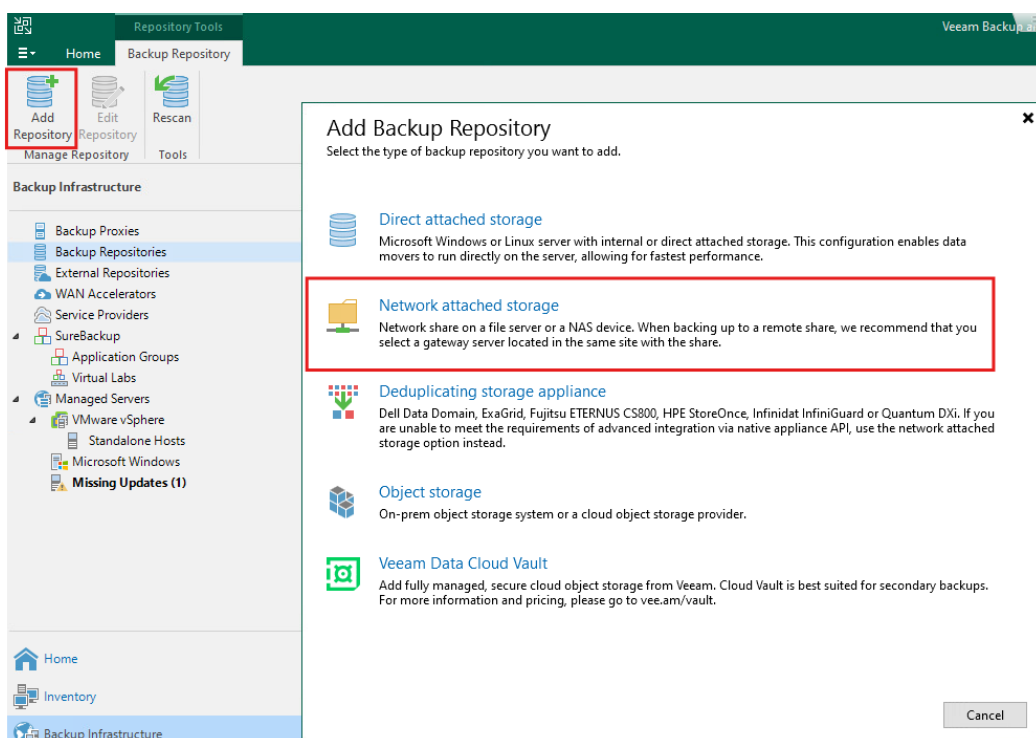 Repository Tools
Veeam Backup a
Home
Backup Repository
Add
Repository
Edit
Repository
Rescan
Manage Repository
Tools
Backup Infrastructure
Backup Proxies
Backup Repositories
External Repositories
WAN Accelerators
Service Providers
SureBackup
Application Groups
Virtual Labs
Managed Servers
VMware vSphere
Standalone Hosts
Microsoft Windows
Missing Updates (1)
Home
Inventory
Backup Infrastructure
Add Backup Repository
Select the type of backup repository you want to add.
Direct attached storage
Microsoft Windows or Linux server with internal or direct attached storage. This configuration enables data
movers to run directly on the server, allowing for fastest performance.
Network attached storage
Network share on a file server or a NAS device. When backing up to a remote share, we recommend that you
select a gateway server located in the same site with the share.
Deduplicating storage appliance
Dell Data Domain, ExaGrid, Fujitsu ETERNUS CS800, HPE StoreOnce, Infinidat InfiniGuard or Quantum DXi. If you
are unable to meet the requirements of advanced integration via native appliance API, use the network attached
storage option instead.
Object storage
On-prem object storage system or a cloud object storage provider.
Veeam Data Cloud Vault
Add fully managed, secure cloud object storage from Veeam. Cloud Vault is best suited for secondary backups.
For more information and pricing, please go to vee.am/vault.
Cancel